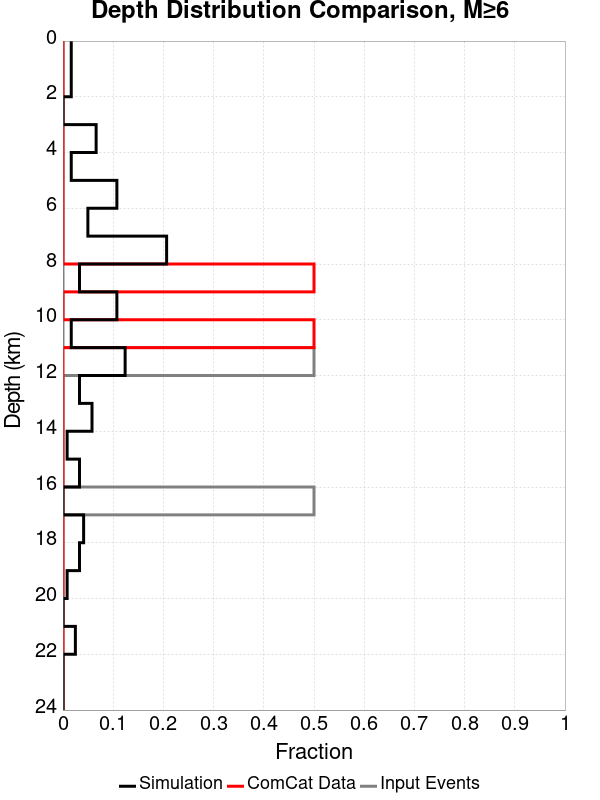 Depth Distribution Comparison, M≥6
0
2
4
6
8
10
12
14
16
18
20
22
24
Depth (km)
0 0.1 0.2 0.3 0.4 0.5 0.6 0.7 0.8 0.9 1
Fraction
Simulation ComCat Data Input Events